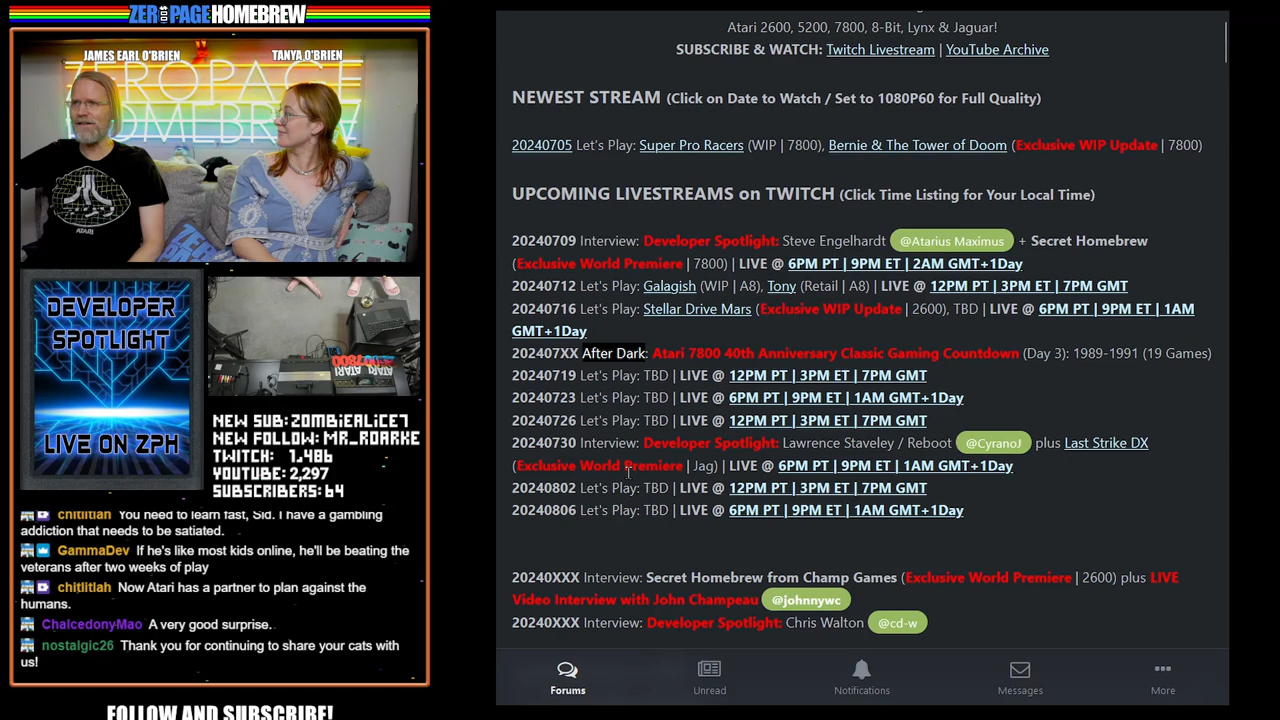 ZERO PAGE HOMEBREW
JAMES EARL O'BRIEN
TANYA O'BRIEN
ZEROPAGE
HOMEBREW
DEVELOPER
SPOTLIGHT
LIVE ON ZPH
NEW SUB: ZOMBIEALICE7
NEW FOLLOW: MR_ROARKE
TWITCH: 1,486
YOUTUBE: 2,297
SUBSCRIBERS: 64
chitlitlah You need to learn fast, Sid. I have a gambling
addiction that needs to be satiated.
GammaDev If he's like most kids online, he'll be beating the
veterans after two weeks of play
chitlitlah Now Atari has a partner to plan against the
humans.
ChalcedonyMao A very good surprise.
nostalgic26 Thank you for continuing to share your cats with
us!
FOLLOW AND SUBSCRIBE!
Atari 2600, 5200, 7800, 8-Bit, Lynx & Jaguar!
SUBSCRIBE & WATCH: Twitch Livestream | YouTube Archive
NEWEST STREAM (Click on Date to Watch / Set to 1080P60 for Full Quality)
20240705 Let's Play: Super Pro Racers (WIP | 7800), Bernie & The Tower of Doom (Exclusive WIP Update | 7800)
UPCOMING LIVESTREAMS on TWITCH (Click Time Listing for Your Local Time)
20240709 Interview: Developer Spotlight: Steve Engelhardt @Atarius Maximus + Secret Homebrew
(Exclusive World Premiere | 7800) | LIVE @ 6PM PT | 9PM ET | 2AM GMT+1Day
20240712 Let's Play: Galagish (WIP | A8), Tony (Retail | A8) | LIVE @ 12PM PT | 3PM ET | 7PM GMT
20240716 Let's Play: Stellar Drive Mars (Exclusive WIP Update | 2600), TBD | LIVE @ 6PM PT | 9PM ET | 1AM
GMT+1Day
202407XX After Dark: Atari 7800 40th Anniversary Classic Gaming Countdown (Day 3): 1989-1991 (19 Games)
20240719 Let's Play: TBD | LIVE @ 12PM PT | 3PM ET | 7PM GMT
20240723 Let's Play: TBD | LIVE @ 6PM PT | 9PM ET | 1AM GMT+1Day
20240726 Let's Play: TBD | LIVE @ 12PM PT | 3PM ET | 7PM GMT
20240730 Interview: Developer Spotlight: Lawrence Staveley / Reboot @CyranoJ plus Last Strike DX
(Exclusive World Premiere | Jag) | LIVE @ 6PM PT | 9PM ET | 1AM GMT+1Day
20240802 Let's Play: TBD | LIVE @ 12PM PT | 3PM ET | 7PM GMT
20240806 Let's Play: TBD | LIVE @ 6PM PT | 9PM ET | 1AM GMT+1Day
20240XXX Interview: Secret Homebrew from Champ Games (Exclusive World Premiere | 2600) plus LIVE
Video Interview with John Champeau @johnnywc
20240XXX Interview: Developer Spotlight: Chris Walton @cd-w
Forums
Unread
Notifications
Messages
More